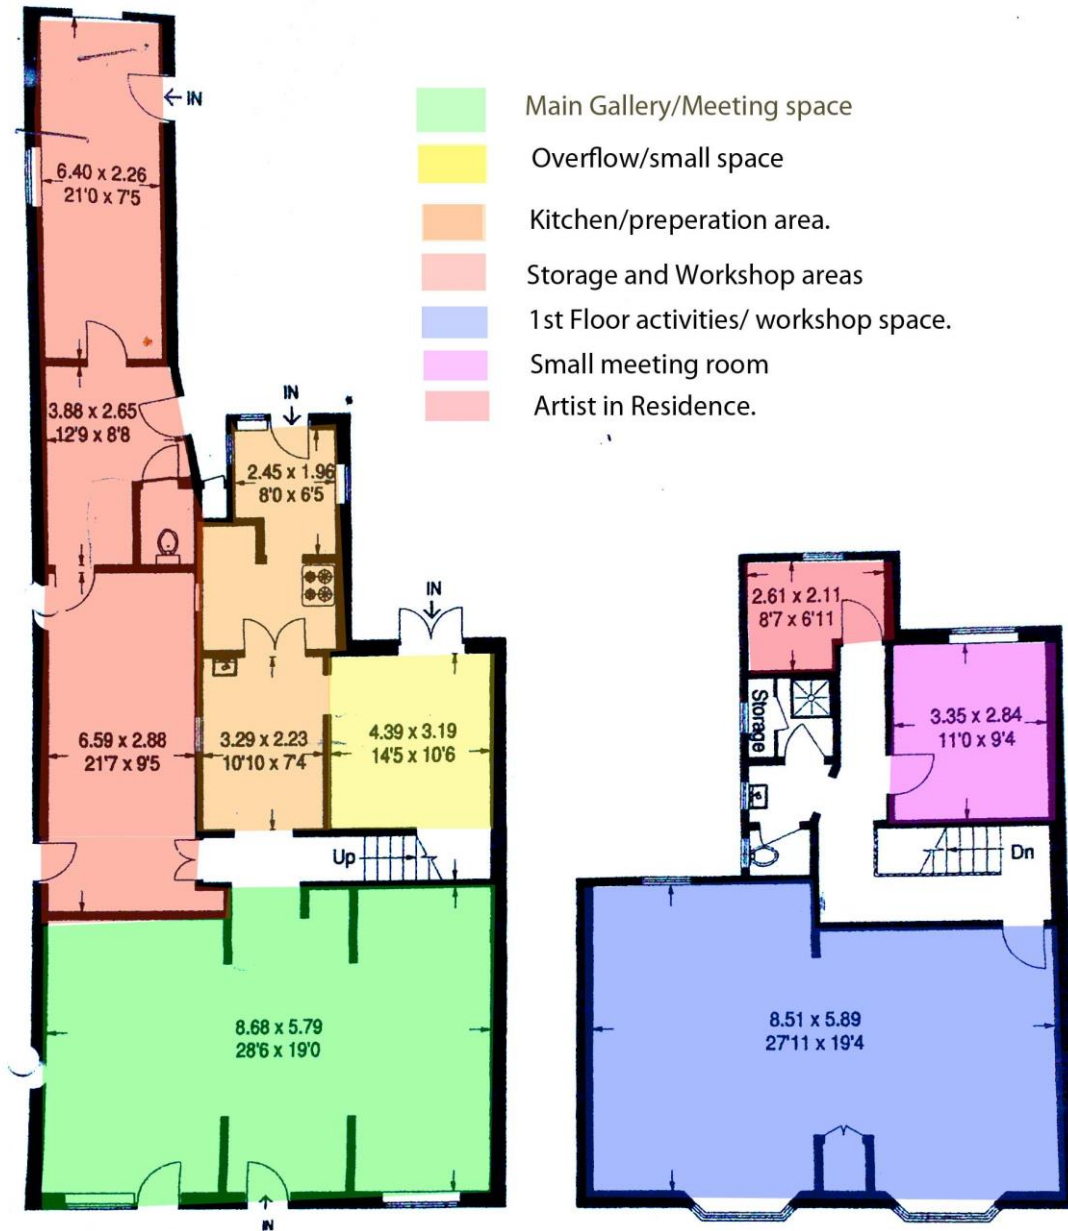 IN
6.40 x 2.26
21'0 x 7'5
Main Gallery/Meeting space
Overflow/small space
Kitchen/preperation area.
Storage and Workshop areas
1st Floor activities/ workshop space.
Small meeting room
Artist in Residence.
3.88 x 2.65
12'9 x 8'8
IN
2.45 x 1.96
8'0 x 6'5
IN
6.59 x 2.88
21'7 x 9'5
3.29 x 2.23
10'10 x 7'4
4.39 x 3.19
14'5 x 10'6
Up
8.68 x 5.79
28'6 x 19'0
IN
2.61 x 2.11
8'7 x 6'11
Storage
3.35 x 2.84
11'0 x 9'4
Dn
8.51 x 5.89
27'11 x 19'4